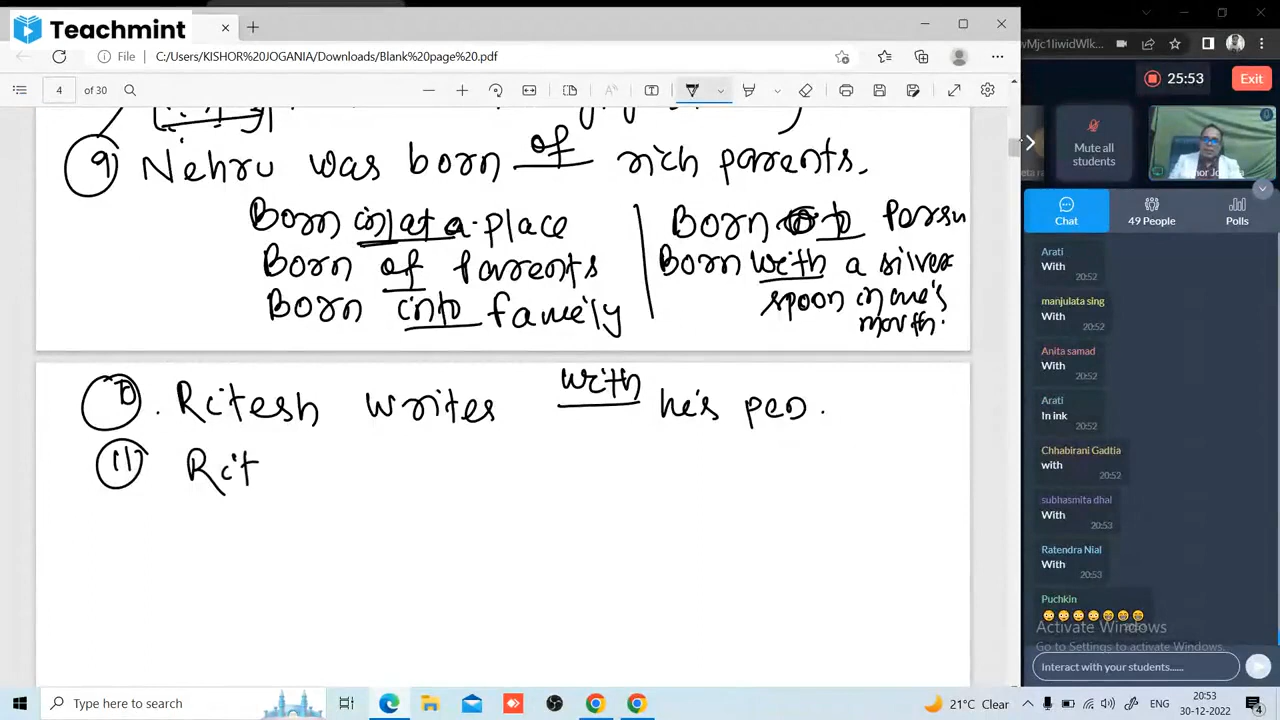 Teachmint
File C:/Users/KISHOR%20JOGANIA/Downloads/Blank%20page%20.pdf
4 of 30
25:53 Exit
Mute all students
9 Nehru was born of rich parents.
Born in/at a place
Born of parents
Born into family
Born to Person
Born with a silver
spoon in one's
mouth.
10. Ritesh writes with he's pen.
11 Rit
Chat 49 People Polls
Arati
With
20:52
manjulata sing
With
20:52
Anita samad
With
20:52
Arati
In ink
20:52
Chhabirani Gadtia
with
20:52
subhasmita dhal
With
20:53
Ratendra Nial
With
20:53
Puchkin
Activate Windows
Go to Settings to activate Windows.
Interact with your students......
Type here to search
21°C Clear
ENG
20:53
30-12-2022
4